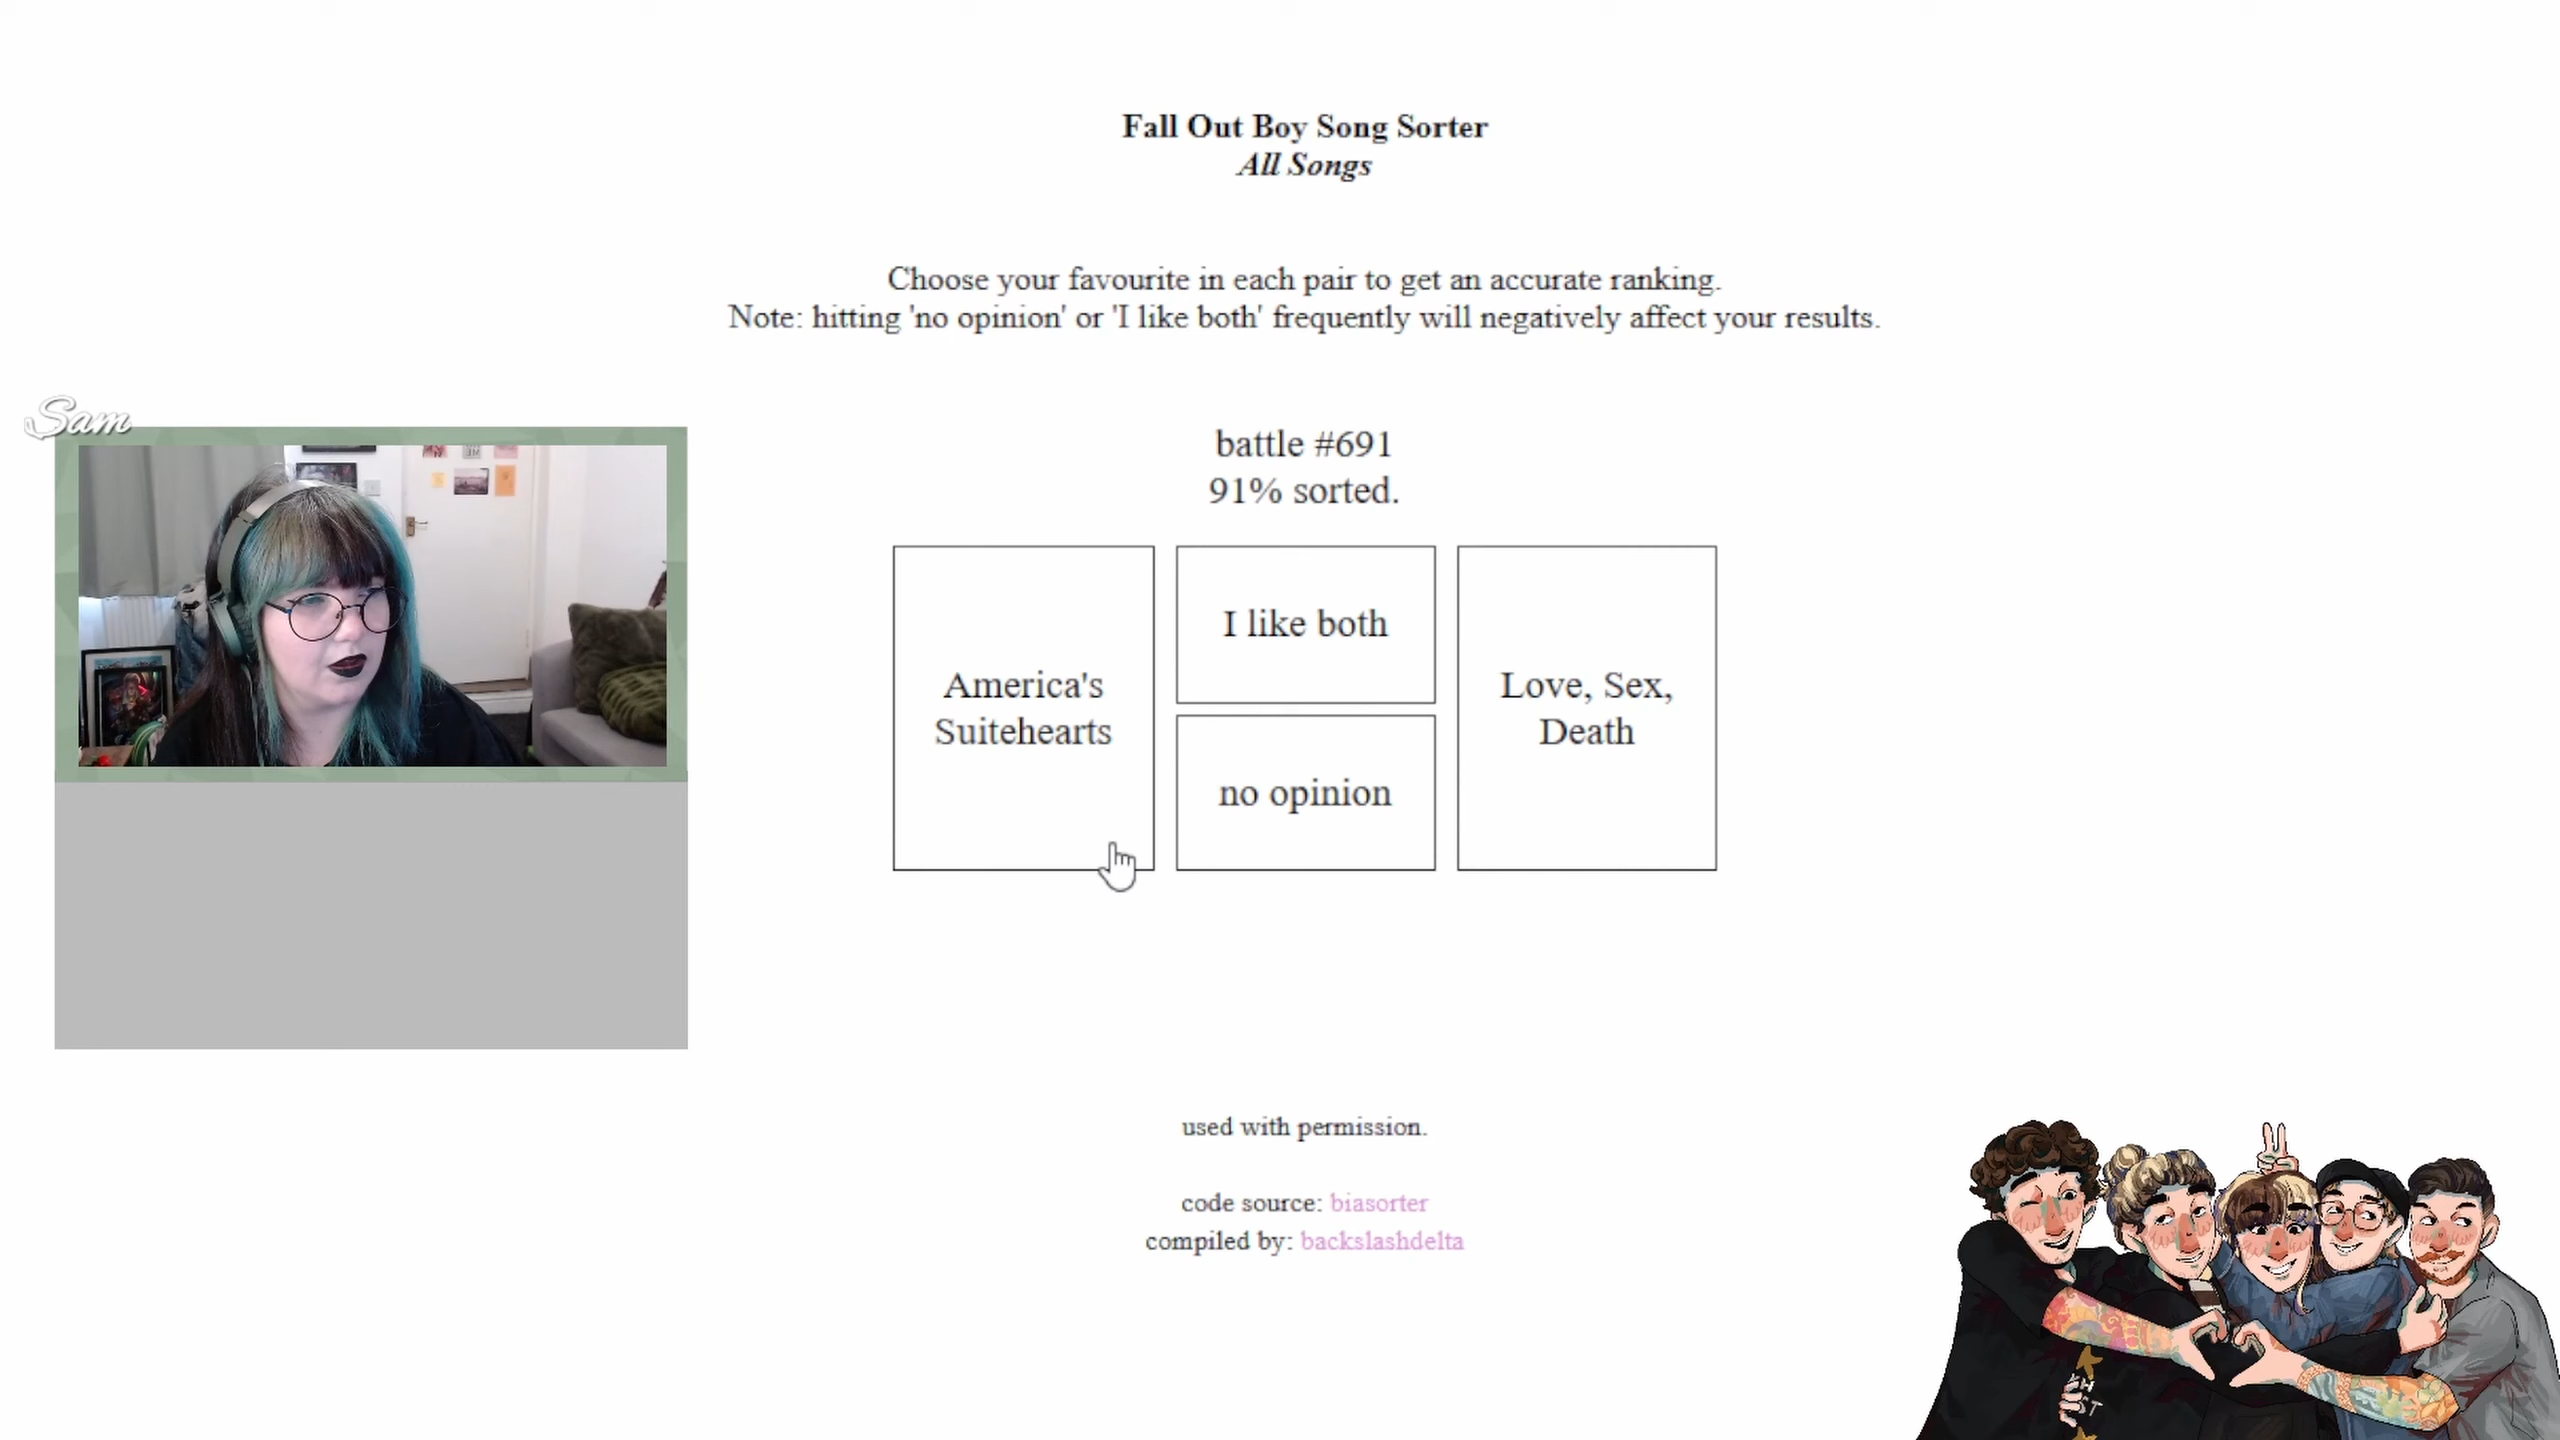 Fall Out Boy Song Sorter
All Songs
Choose your favourite in each pair to get an accurate ranking.
Note: hitting 'no opinion' or 'I like both' frequently will negatively affect your results.
Sam
battle #691
91% sorted.
America's
Suitehearts
I like both
no opinion
Love, Sex,
Death
used with permission.
code source: biasorter
compiled by: backslashdelta